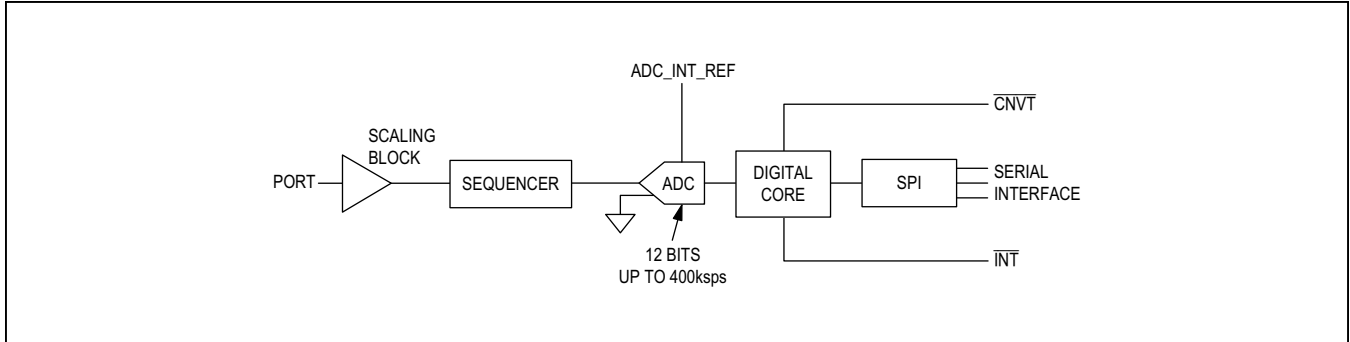 ADC_INT_REF
CNVT
SCALING
BLOCK
PORT
SEQUENCER
ADC
DIGITAL
CORE
SPI
SERIAL
INTERFACE
12 BITS
UP TO 400ksps
INT